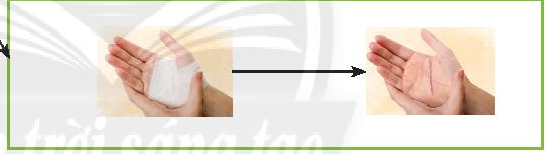 trời sáng tạo